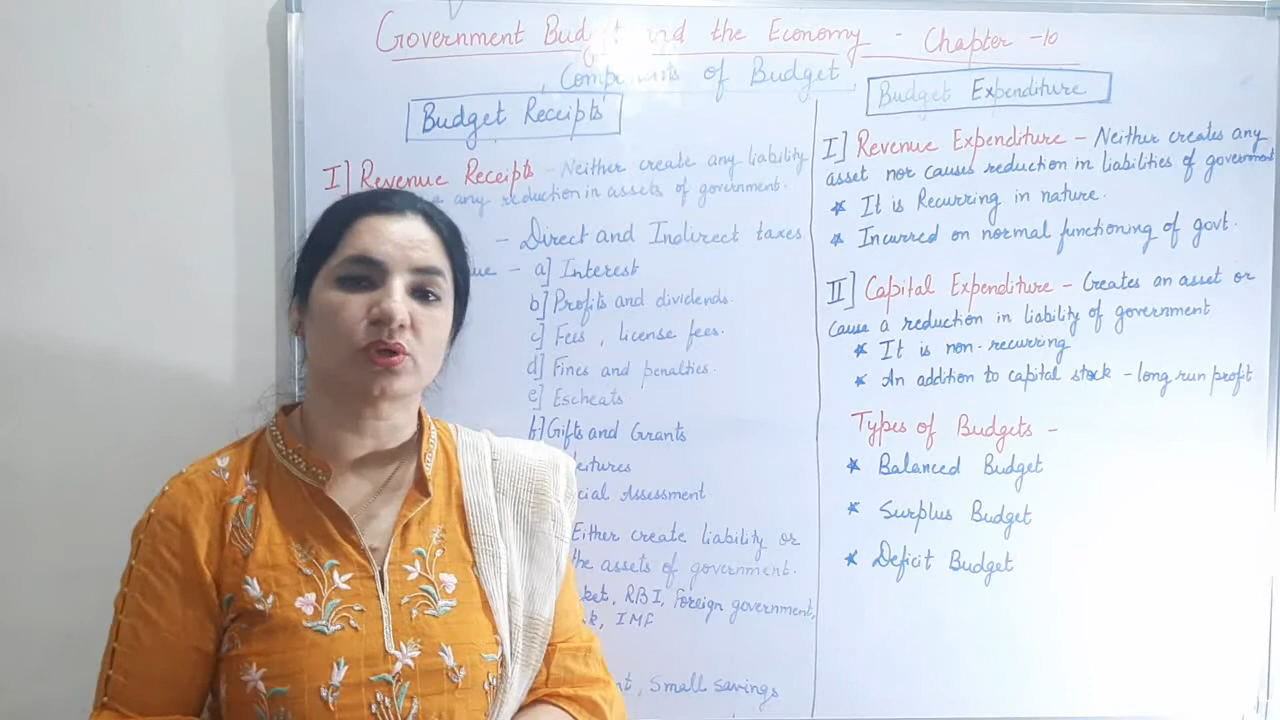 Government Bud t and the Economy - Chapter -10
Components of Budget
Budget Receipts
I] Revenue Receipts - Neither create any liability
any reduction in assets of government.
- Direct and Indirect taxes
ue - a] Interest
b] Profits and dividends.
c] Fees, license fees.
d] Fines and penalties.
e] Escheats
f] Gifts and Grants
eitures
cial Assessment
Either create liability or
the assets of government.
ket, RBI, Foreign government,
k, IMF
nt, Small savings
Budget Expenditure
I] Revenue Expenditure - Neither creates any
asset nor causes reduction in liabilities of government
* It is Recurring in nature.
* Incurred on normal functioning of govt.
II] Capital Expenditure - Creates an asset or
cause a reduction in liability of government
* It is non-recurring
* An addition to capital stock - long run profit
Types of Budgets -
* Balanced Budget
* Surplus Budget
* Deficit Budget